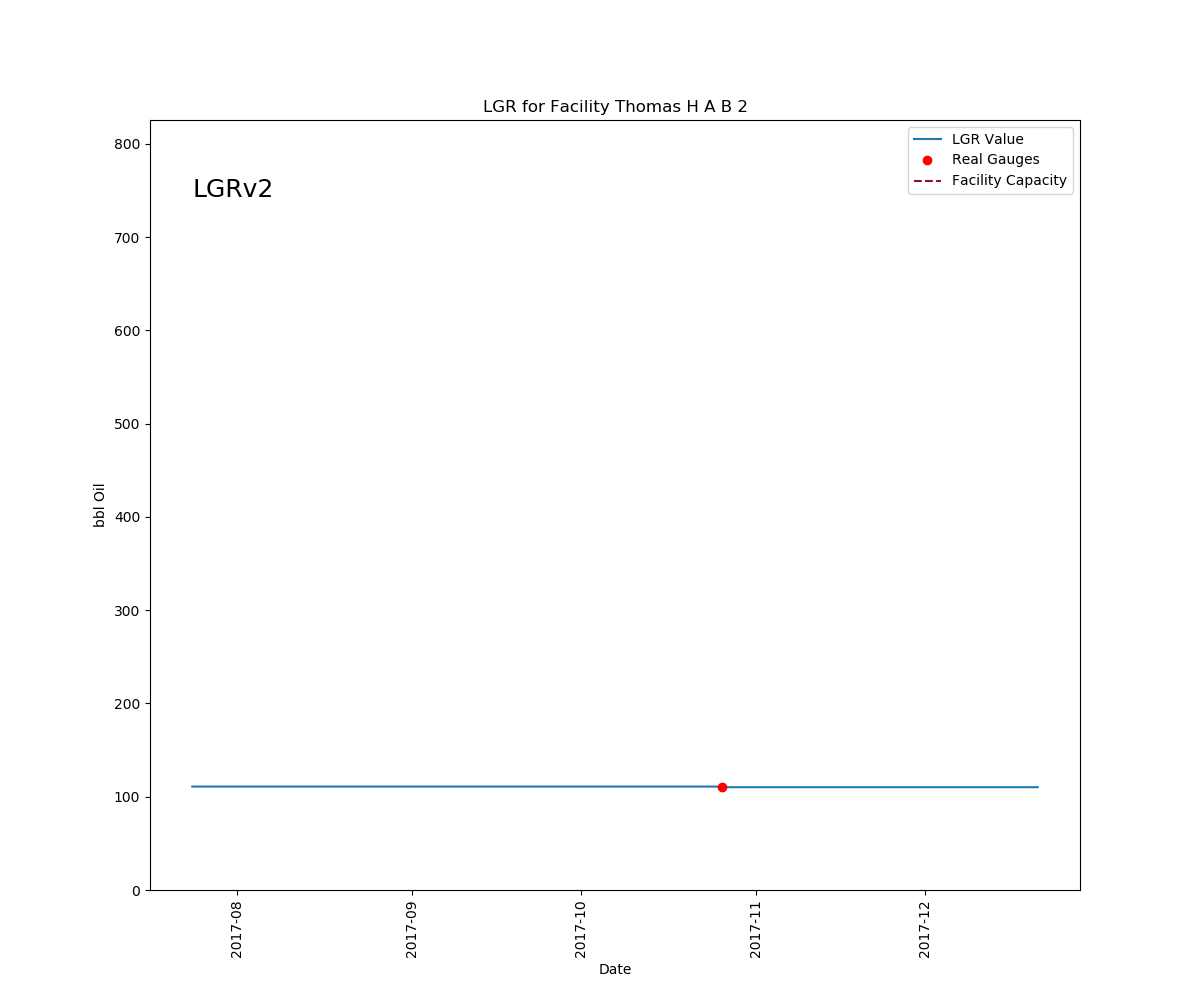 LGR for Facility Thomas H A B 2
LGRv2
LGR Value
Real Gauges
Facility Capacity
bbl Oil
800
700
600
500
400
300
200
100
0
2017-08
2017-09
2017-10
2017-11
2017-12
Date